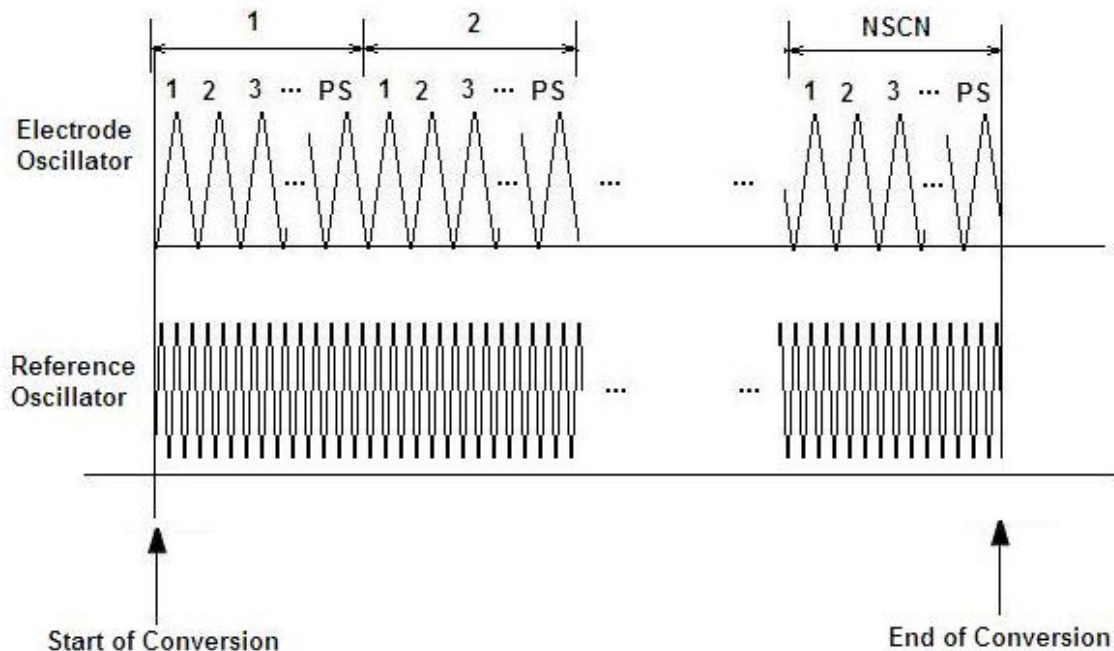 1 2 NSCN
1 2 3 ... PS 1 2 3 ... PS 1 2 3 ... PS
Electrode
Oscillator
... ... ... ... ...
Reference
Oscillator
... ...
Start of Conversion
End of Conversion